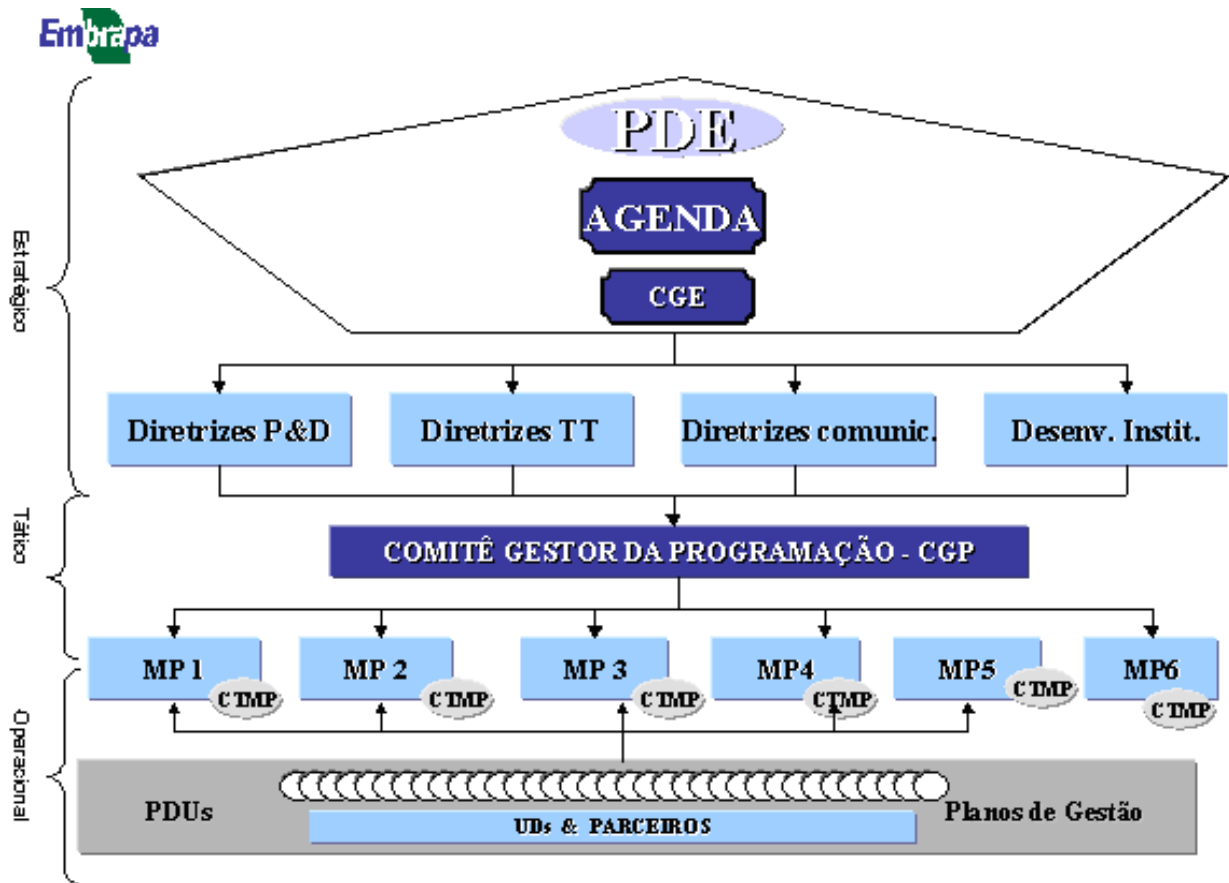 Embrapa
PDE
AGENDA
CGE
Estratégico
Diretrizes P&D
Diretrizes TT
Diretrizes comunic.
Desenv. Instit.
Tático
COMITÊ GESTOR DA PROGRAMAÇÃO - CGP
MP 1
CTMP
MP 2
CTMP
MP 3
CTMP
MP4
CTMP
MP5
CTMP
MP6
CTMP
Operacional
PDUs
UDs & PARCEIROS
Planos de Gestão